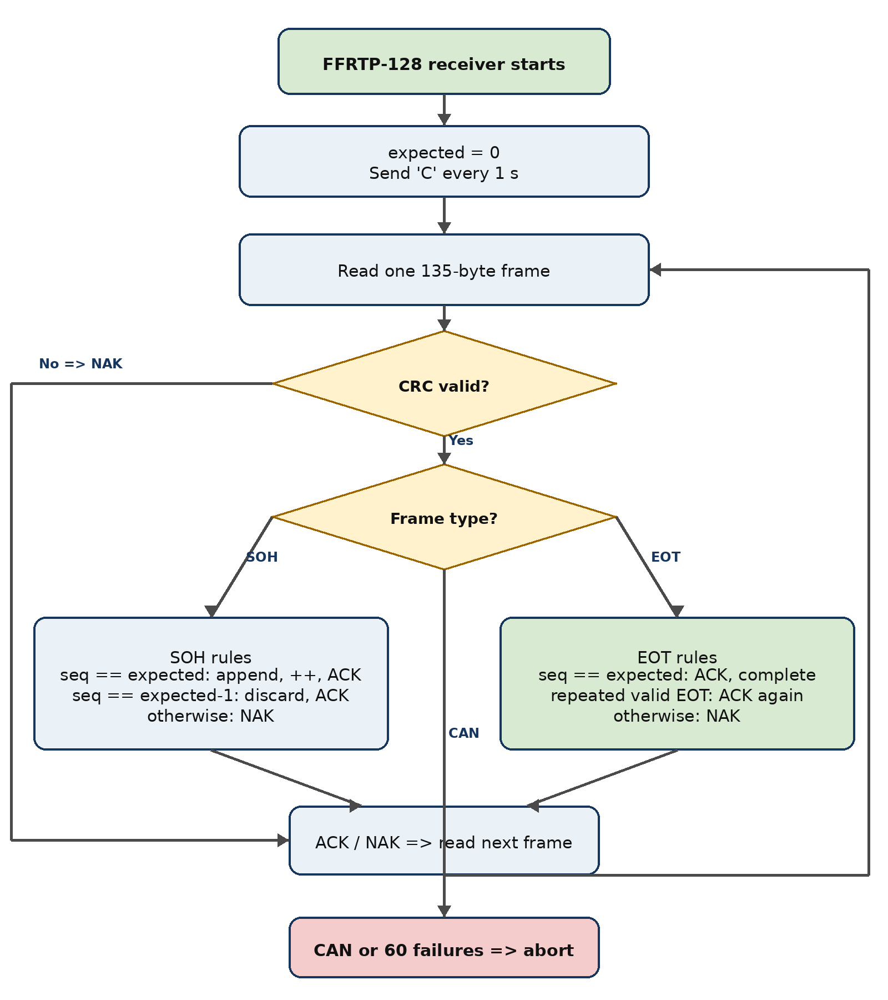 FFRTP-128 receiver starts
expected = 0
Send 'C' every 1 s
Read one 135-byte frame
No => NAK
CRC valid?
Yes
Frame type?
SOH
EOT
SOH rules
seq == expected: append, ++, ACK
seq == expected-1: discard, ACK
otherwise: NAK
EOT rules
seq == expected: ACK, complete
repeated valid EOT: ACK again
otherwise: NAK
CAN
ACK / NAK => read next frame
CAN or 60 failures => abort